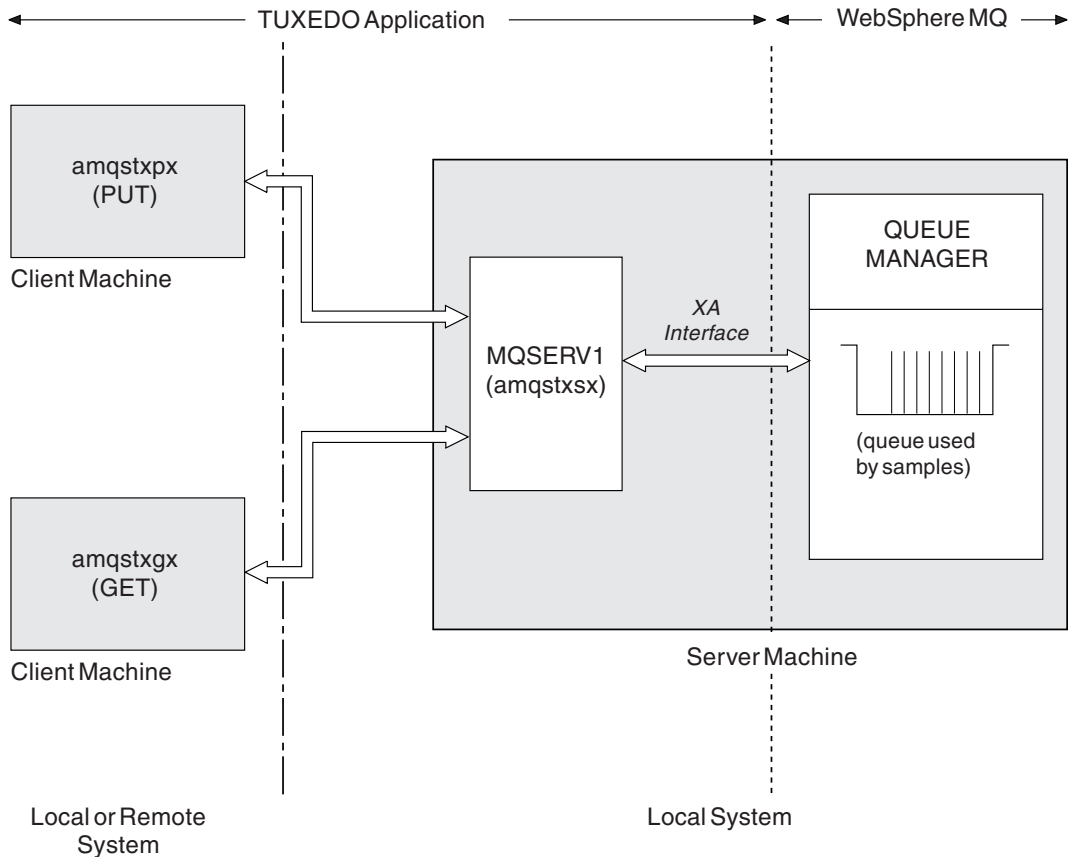 TUXEDO Application
WebSphere MQ
amqstxpx
(PUT)
Client Machine
QUEUE
MANAGER
XA
Interface
MQSERV1
(amqstxsx)
(queue used
by samples)
amqstxgx
(GET)
Client Machine
Server Machine
Local or Remote
System
Local System